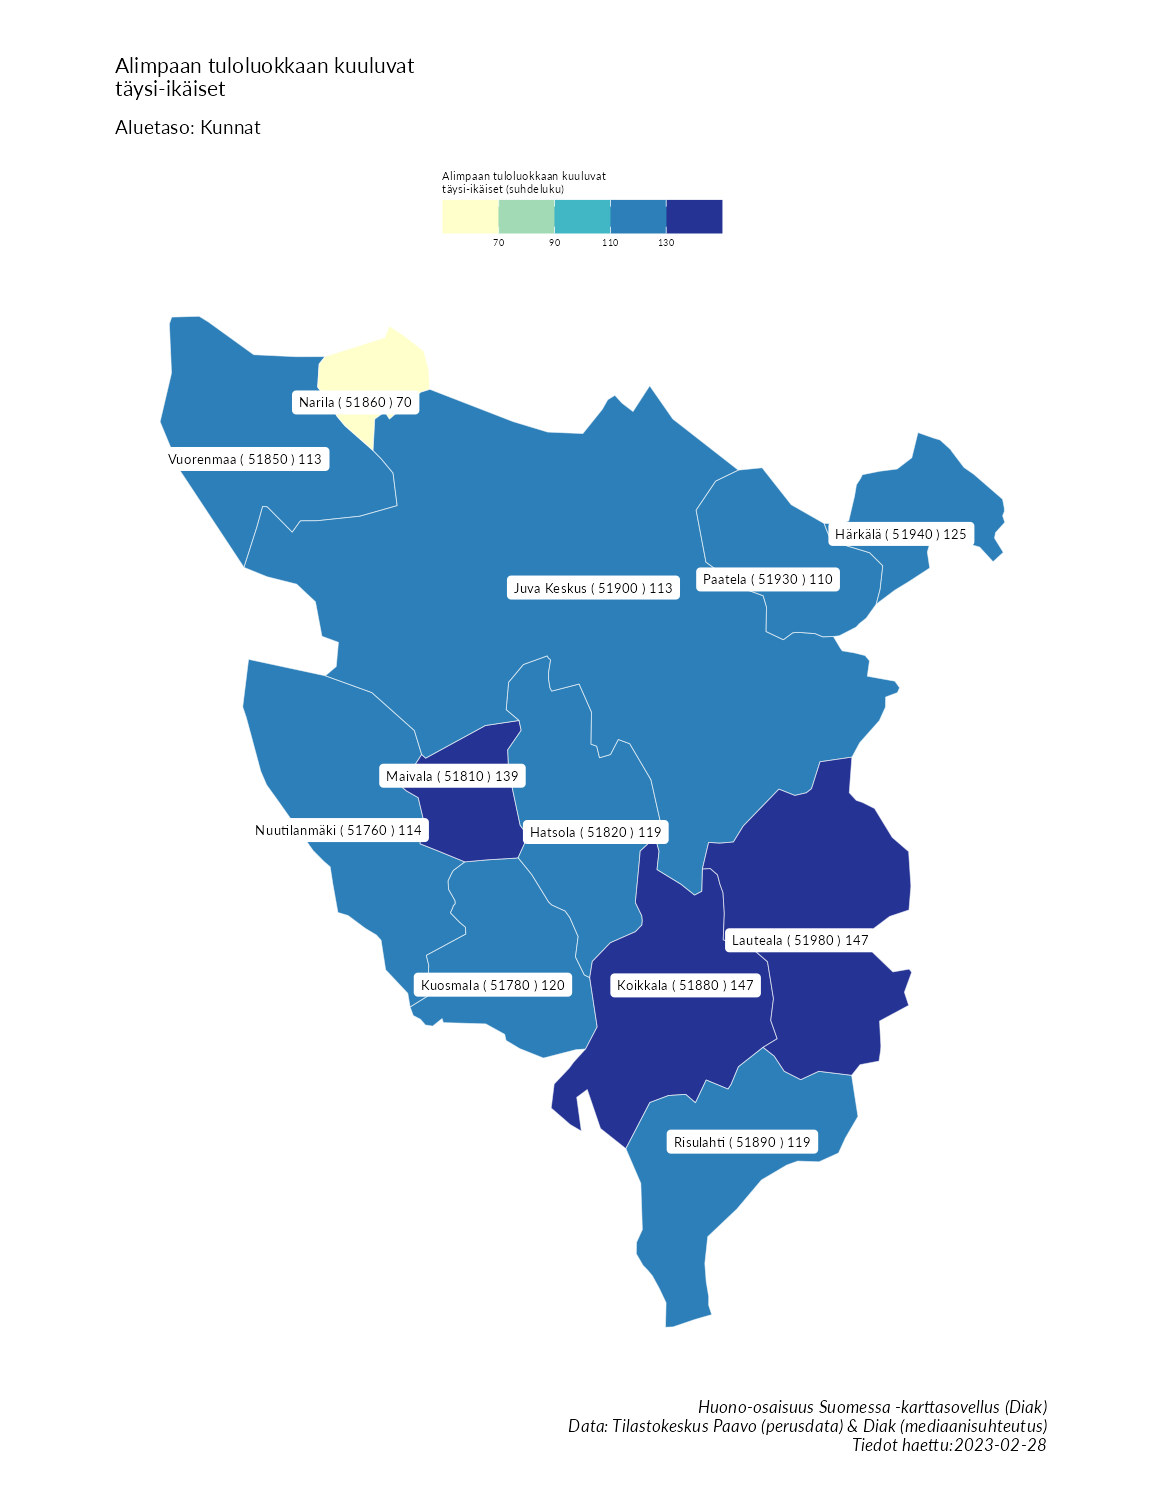 Alimpaan tuloluokkaan kuuluvat
täysi-ikäiset
Aluetaso: Kunnat
Alimpaan tuloluokkaan kuuluvat
täysi-ikäiset (suhdeluku)
70 90 110 130
Narila ( 51860 ) 70
Vuorenmaa ( 51850 ) 113
Härkälä ( 51940 ) 125
Paatela ( 51930 ) 110
Juva Keskus ( 51900 ) 113
Maivala ( 51810 ) 139
Nuutilanmäki ( 51760 ) 114
Hatsola ( 51820 ) 119
Lauteala ( 51980 ) 147
Kuosmala ( 51780 ) 120
Koikkala ( 51880 ) 147
Risulahti ( 51890 ) 119
Huono-osaisuus Suomessa -karttasovellus (Diak)
Data: Tilastokeskus Paavo (perusdata) & Diak (mediaanisuhteutus)
Tiedot haettu:2023-02-28